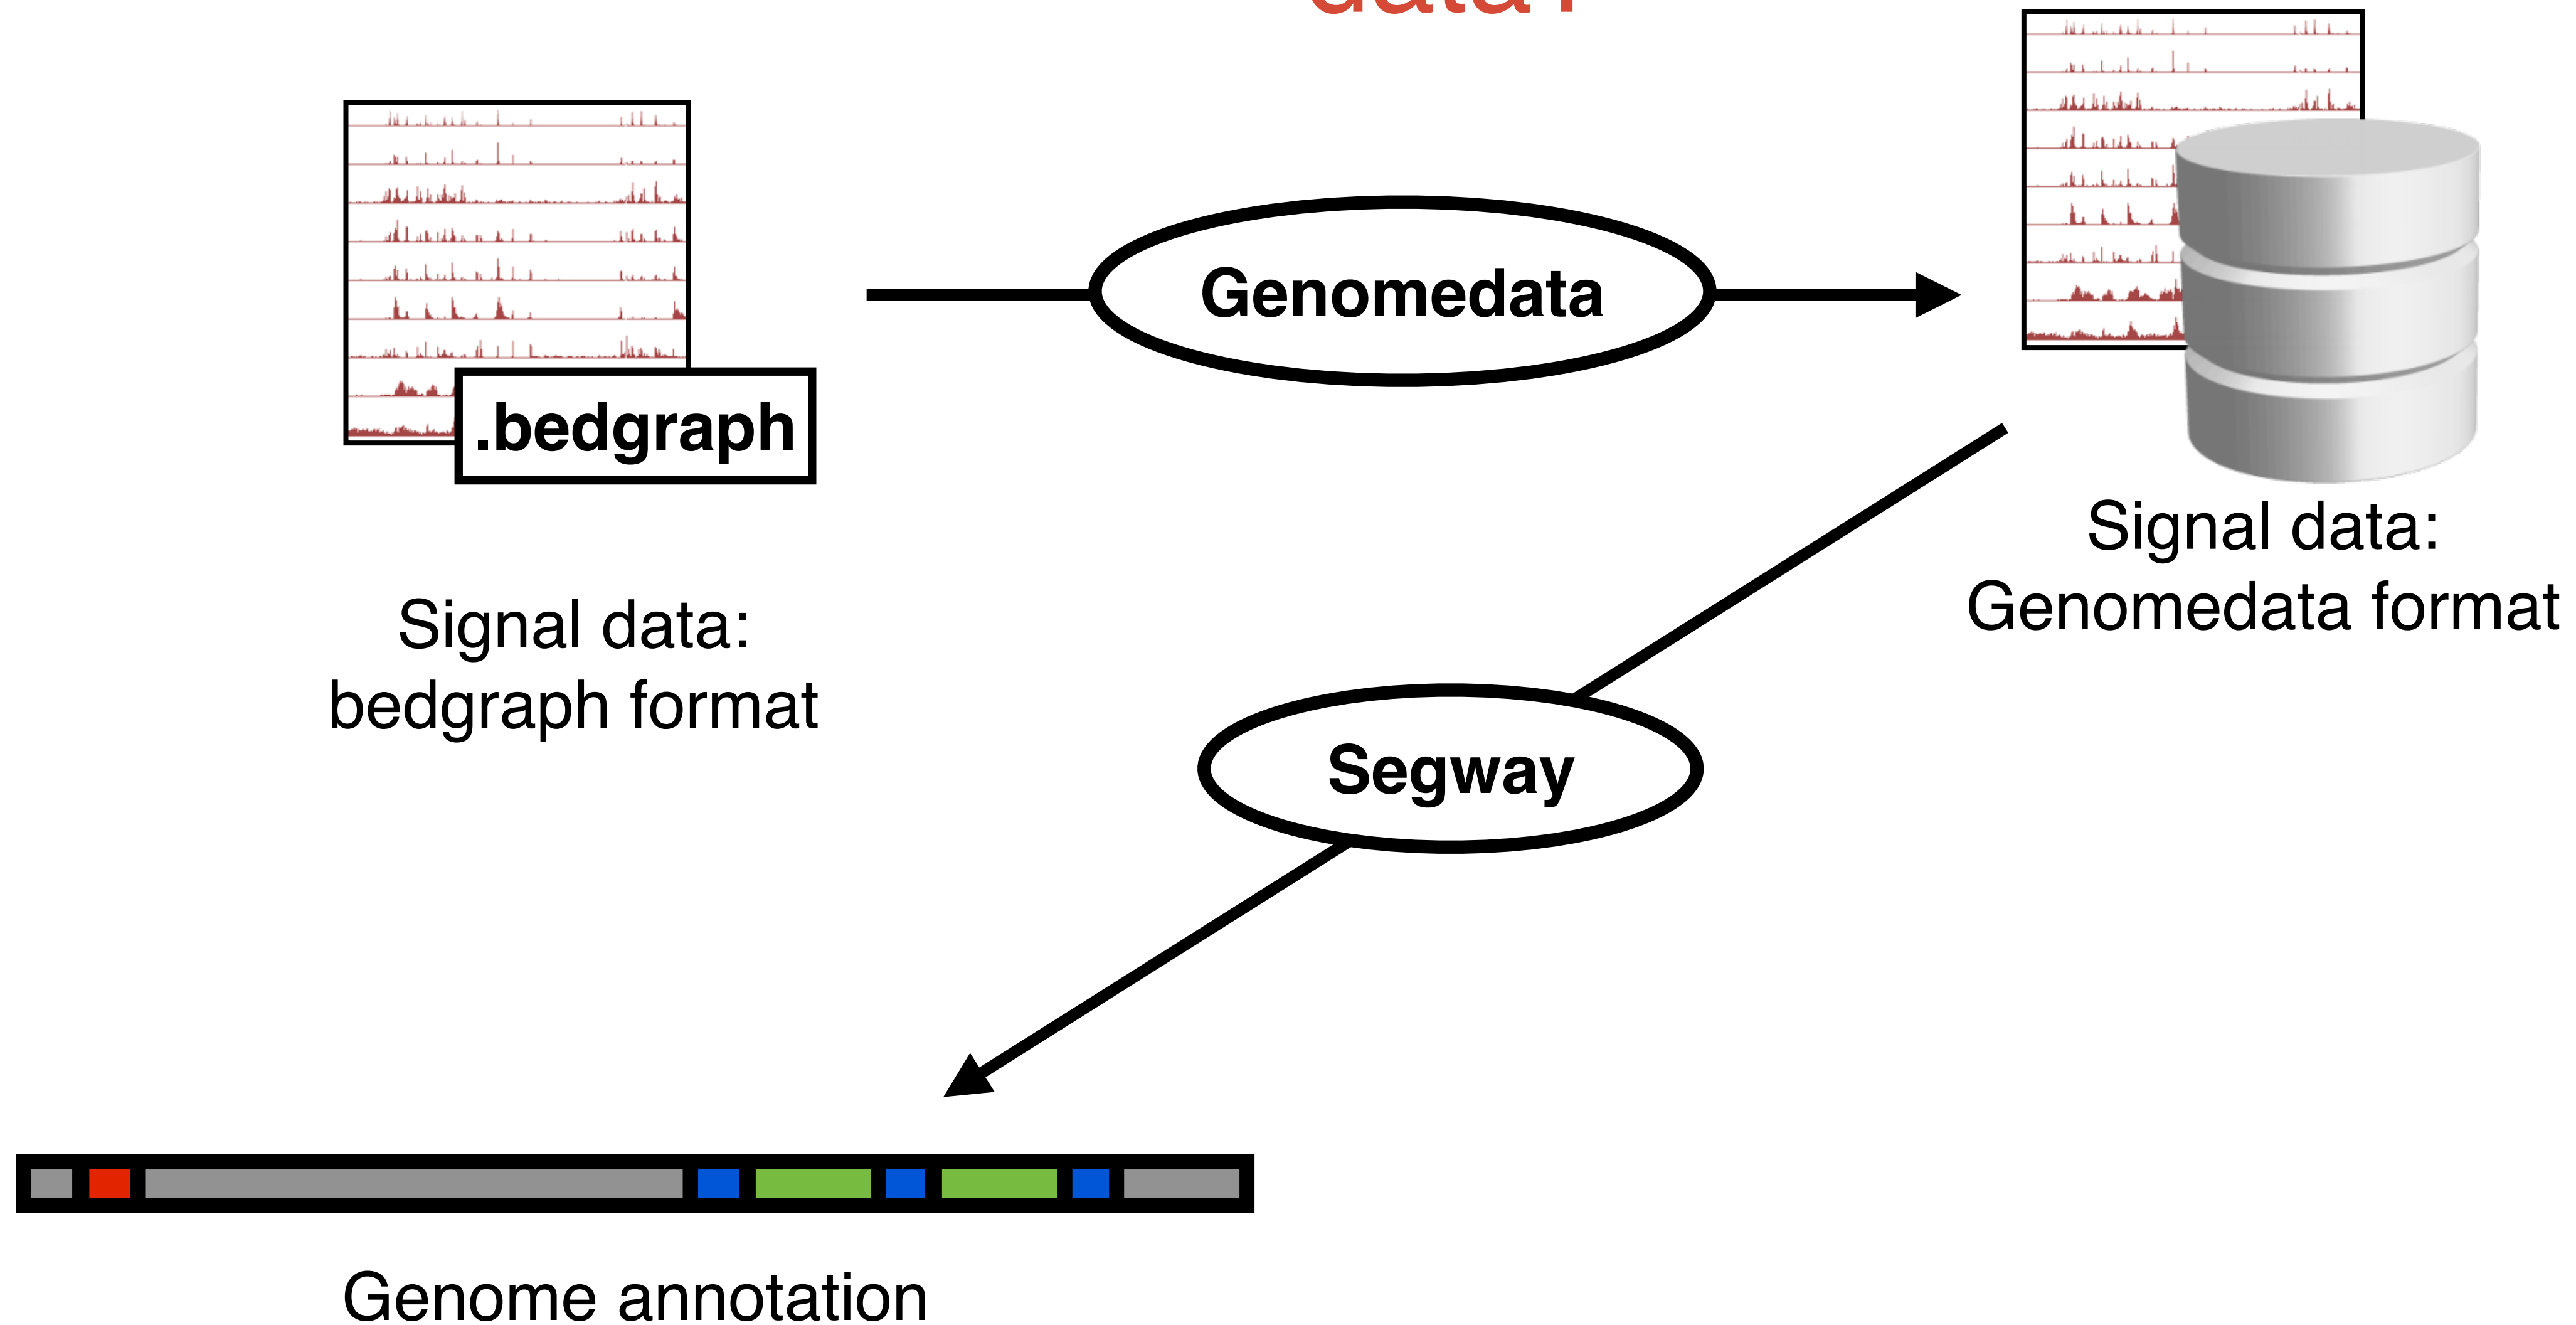 Genomedata
.bedgraph
Signal data:
Genomedata format
Signal data:
bedgraph format
Segway
Genome annotation